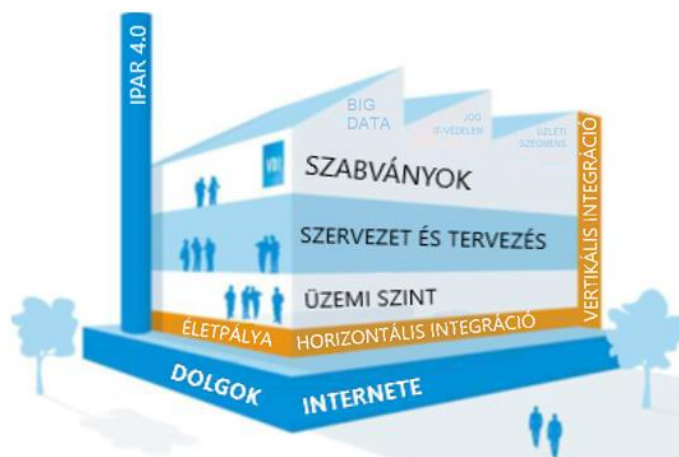 IPAR 4.0
BIG
DATA
JOG
IT-VÉDELEM
ÜZLETI
SZEGMENS
VDI
SZABVÁNYOK
SZERVEZET ÉS TERVEZÉS
ÜZEMI SZINT
VERTIKÁLIS INTEGRÁCIÓ
ÉLETPÁLYA
HORIZONTÁLIS INTEGRÁCIÓ
DOLGOK
INTERNETE